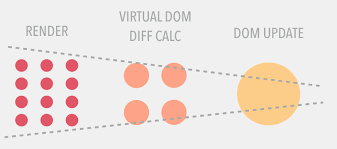 RENDER
VIRTUAL DOM
DIFF CALC
DOM UPDATE